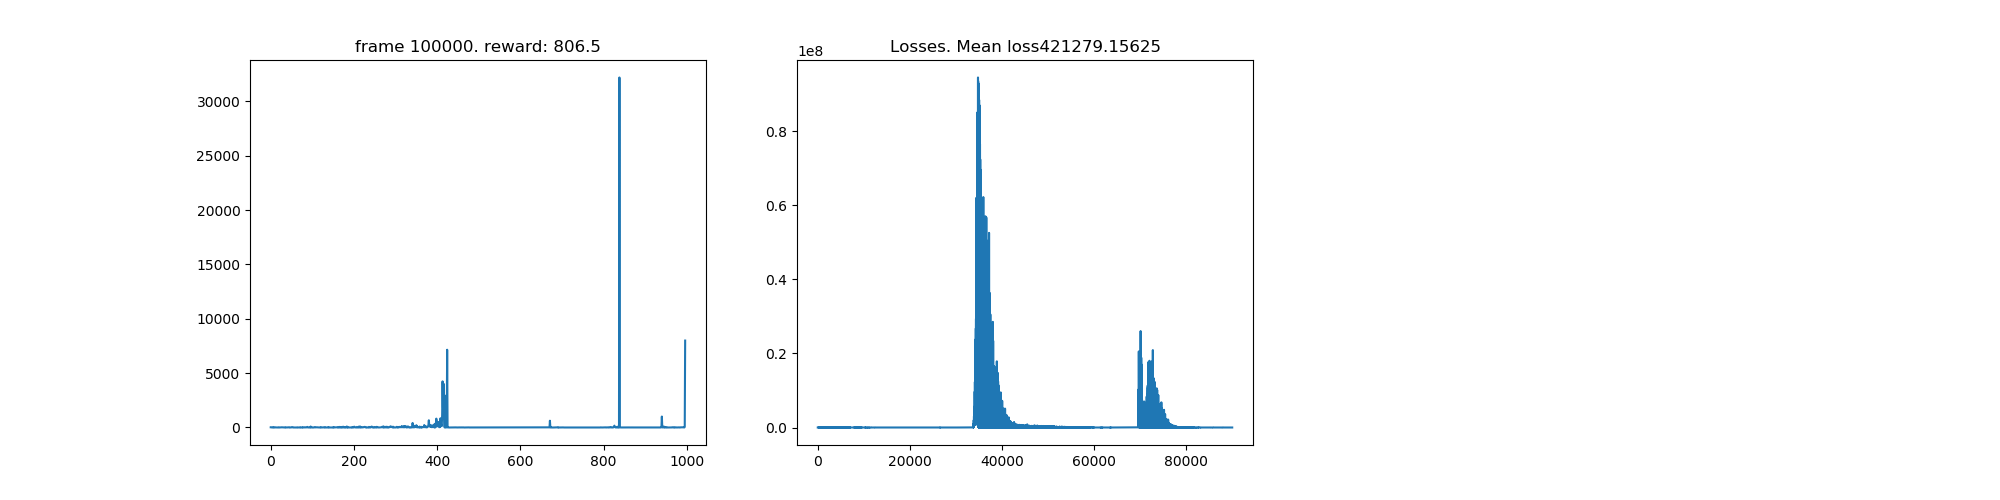 frame 100000. reward: 806.5
30000
25000
20000
15000
10000
5000
0
0 200 400 600 800 1000
Losses. Mean loss421279.15625
1e8
0.8
0.6
0.4
0.2
0.0
0 20000 40000 60000 80000